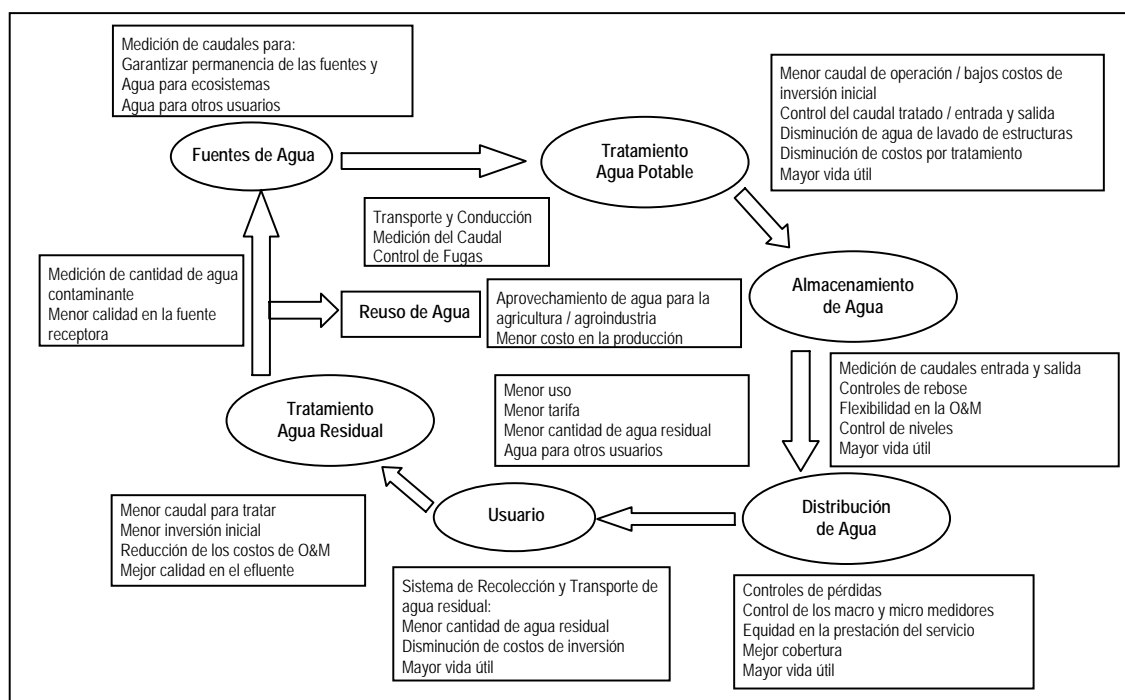 Medición de caudales para:
Garantizar permanencia de las fuentes y
Agua para ecosistemas
Agua para otros usuarios
Fuentes de Agua
Tratamiento
Agua Potable
Menor caudal de operación / bajos costos de
inversión inicial
Control del caudal tratado / entrada y salida
Disminución de agua de lavado de estructuras
Disminución de costos por tratamiento
Mayor vida útil
Transporte y Conducción
Medición del Caudal
Control de Fugas
Medición de cantidad de agua
contaminante
Menor calidad en la fuente
receptora
Reuso de Agua
Aprovechamiento de agua para la
agricultura / agroindustria
Menor costo en la producción
Almacenamiento
de Agua
Medición de caudales entrada y salida
Controles de rebose
Flexibilidad en la O&M
Control de niveles
Mayor vida útil
Menor uso
Menor tarifa
Menor cantidad de agua residual
Agua para otros usuarios
Tratamiento
Agua Residual
Usuario
Distribución
de Agua
Menor caudal para tratar
Menor inversión inicial
Reducción de los costos de O&M
Mejor calidad en el efluente
Sistema de Recolección y Transporte de
agua residual:
Menor cantidad de agua residual
Disminución de costos de inversión
Mayor vida útil
Controles de pérdidas
Control de los macro y micro medidores
Equidad en la prestación del servicio
Mejor cobertura
Mayor vida útil